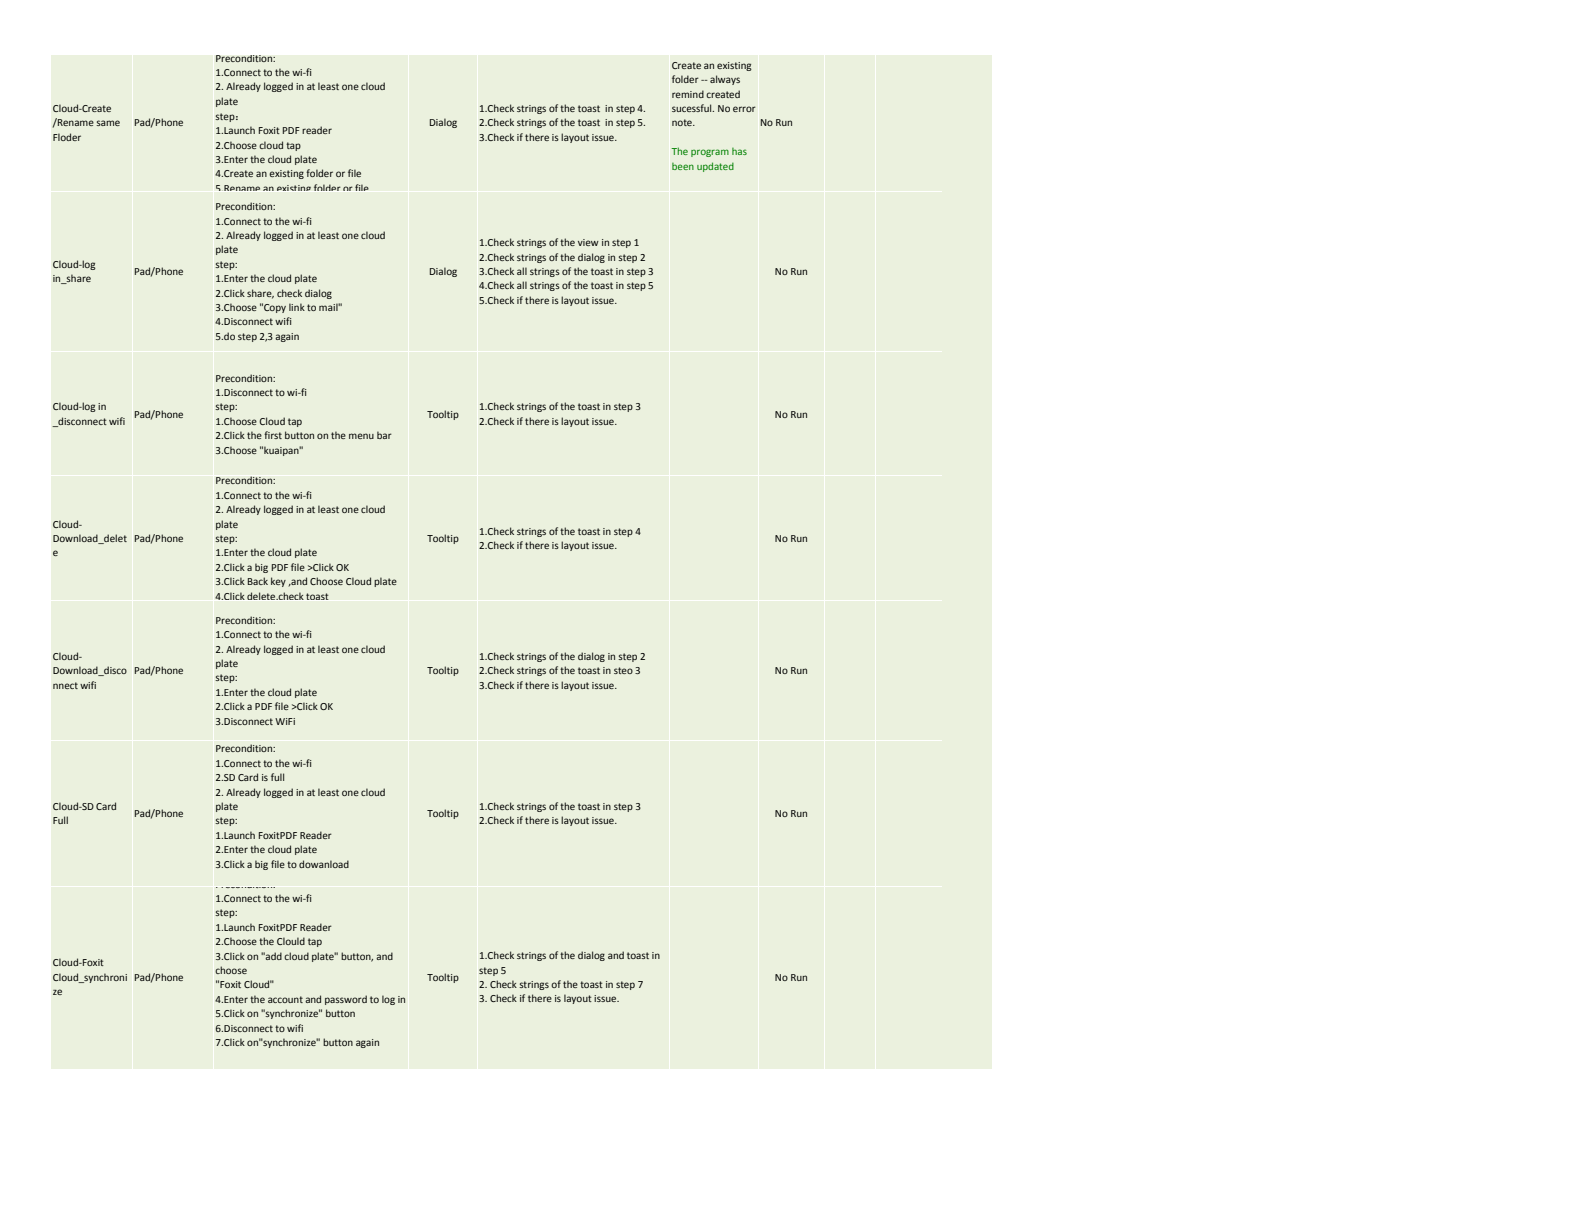 Cloud-Create
/Rename same
Floder
Pad/Phone
Precondition:
1.Connect to the wi-fi
2. Already logged in at least one cloud
plate
step：
1.Launch Foxit PDF reader
2.Choose cloud tap
3.Enter the cloud plate
4.Create an existing folder or file
5.Rename an existing folder or file
Dialog
1.Check strings of the toast  in step 4.
2.Check strings of the toast  in step 5.
3.Check if there is layout issue.
Create an existing
folder -- always
remind created
sucessful. No error
note.
The program has
been updated
No Run
Cloud-log
in_share
Pad/Phone
Precondition:
1.Connect to the wi-fi
2. Already logged in at least one cloud
plate
step:
1.Enter the cloud plate
2.Click share, check dialog
3.Choose "Copy link to mail"
4.Disconnect wifi
5.do step 2,3 again
Dialog
1.Check strings of the view in step 1
2.Check strings of the dialog in step 2
3.Check all strings of the toast in step 3
4.Check all strings of the toast in step 5
5.Check if there is layout issue.
No Run
Cloud-log in
_disconnect wifi
Pad/Phone
Precondition:
1.Disconnect to wi-fi
step:
1.Choose Cloud tap
2.Click the first button on the menu bar
3.Choose "kuaipan"
Tooltip
1.Check strings of the toast in step 3
2.Check if there is layout issue.
No Run
Cloud-
Download_delet
e
Pad/Phone
Precondition:
1.Connect to the wi-fi
2. Already logged in at least one cloud
plate
step:
1.Enter the cloud plate
2.Click a big PDF file >Click OK
3.Click Back key ,and Choose Cloud plate
4.Click delete,check toast
Tooltip
1.Check strings of the toast in step 4
2.Check if there is layout issue.
No Run
Cloud-
Download_disco
nnect wifi
Pad/Phone
Precondition:
1.Connect to the wi-fi
2. Already logged in at least one cloud
plate
step:
1.Enter the cloud plate
2.Click a PDF file >Click OK
3.Disconnect WiFi
Tooltip
1.Check strings of the dialog in step 2
2.Check strings of the toast in steo 3
3.Check if there is layout issue.
No Run
Cloud-SD Card
Full
Pad/Phone
Precondition:
1.Connect to the wi-fi
2.SD Card is full
2. Already logged in at least one cloud
plate
step:
1.Launch FoxitPDF Reader
2.Enter the cloud plate
3.Click a big file to dowanload
Tooltip
1.Check strings of the toast in step 3
2.Check if there is layout issue.
No Run
Cloud-Foxit
Cloud_synchroni
ze
Pad/Phone
1.Connect to the wi-fi
step:
1.Launch FoxitPDF Reader
2.Choose the Clould tap
3.Click on "add cloud plate" button, and
choose
"Foxit Cloud"
4.Enter the account and password to log in
5.Click on "synchronize" button
6.Disconnect to wifi
7.Click on"synchronize" button again
Tooltip
1.Check strings of the dialog and toast in
step 5
2. Check strings of the toast in step 7
3. Check if there is layout issue.
No Run